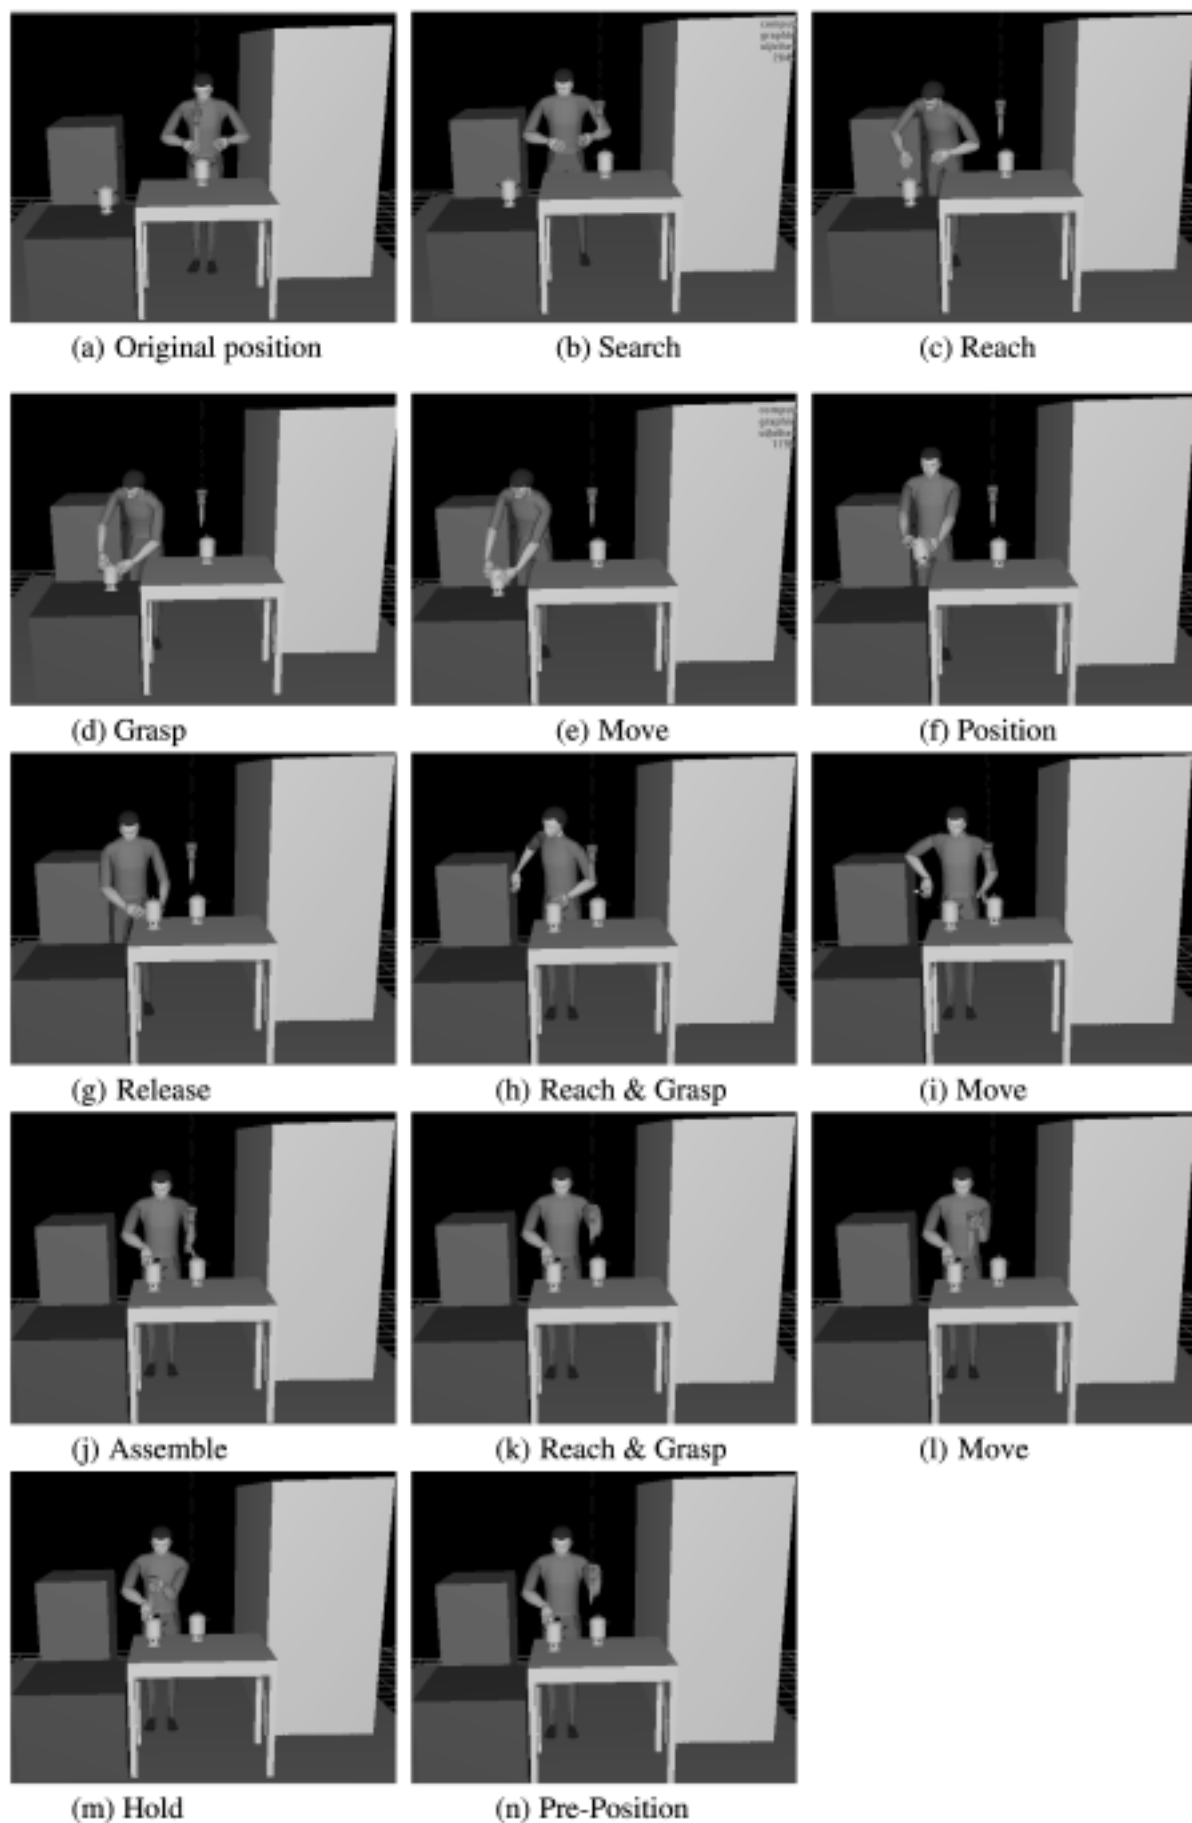 (a) Original position
(b) Search
(c) Reach
(d) Grasp
(e) Move
(f) Position
(g) Release
(h) Reach & Grasp
(i) Move
(j) Assemble
(k) Reach & Grasp
(l) Move
(m) Hold
(n) Pre-Position